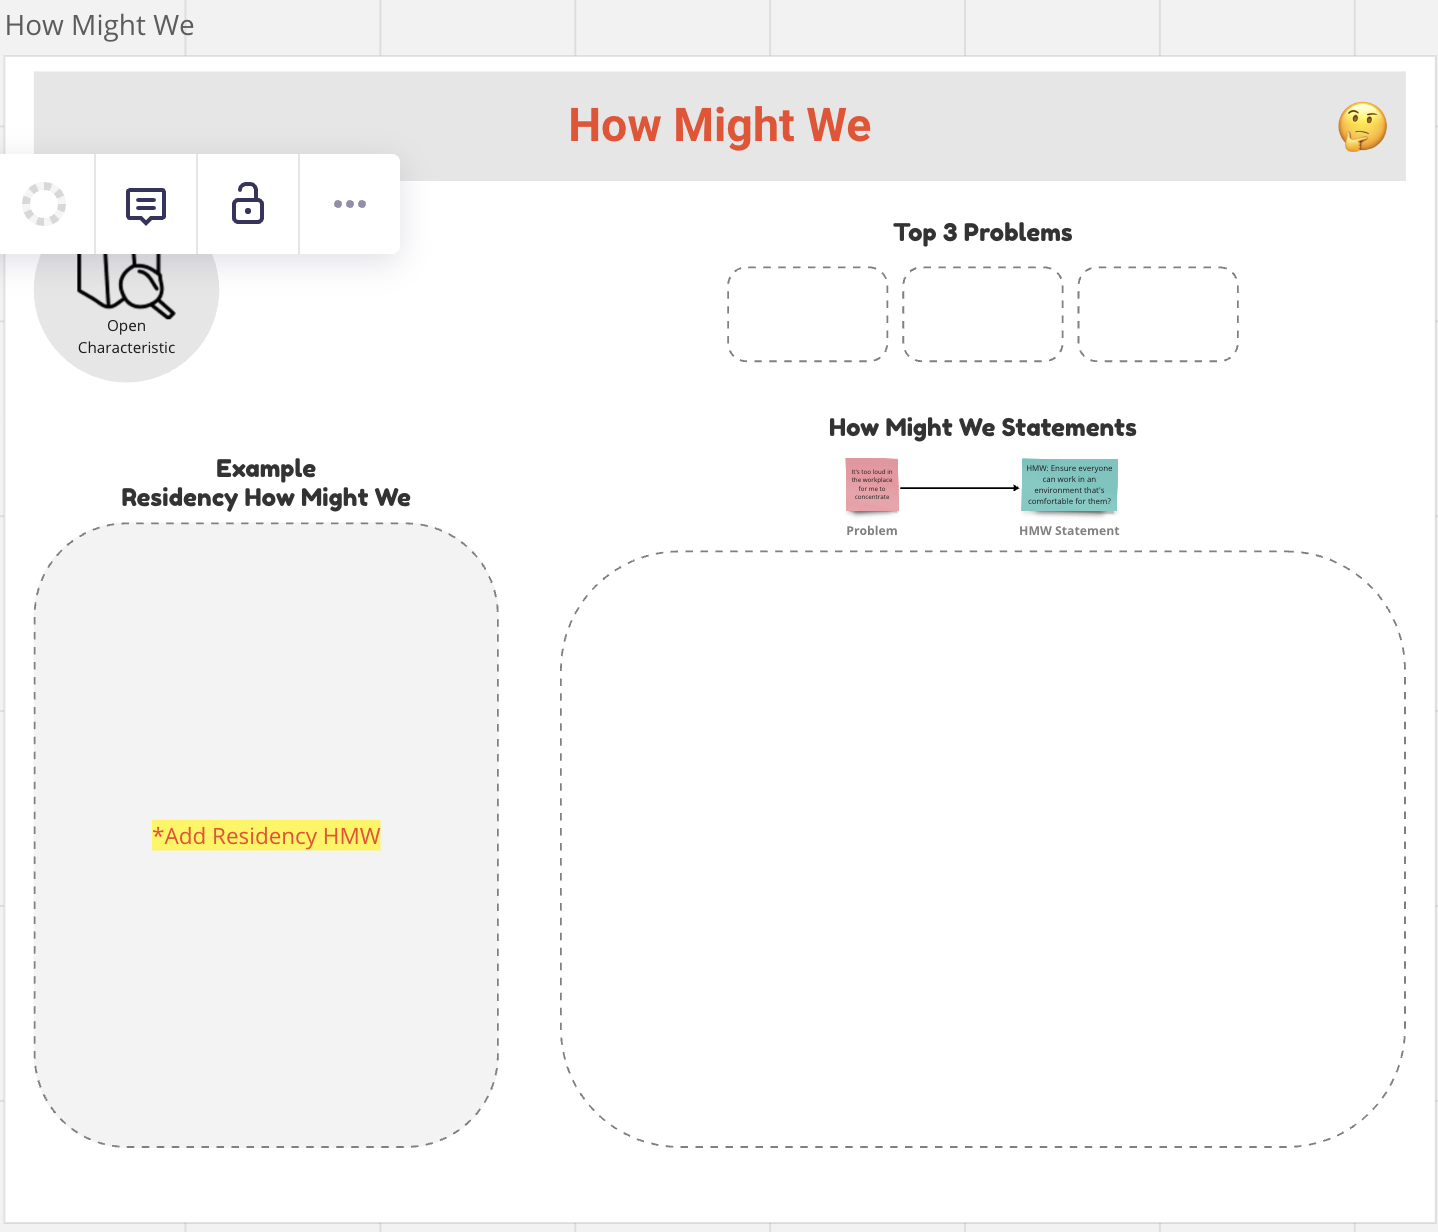 How Might We
How Might We
Open
Characteristic
Top 3 Problems
How Might We Statements
It's too loud in
the workplace
for me to
concentrate
HMW: Ensure everyone
can work in an
environment that's
comfortable for them?
Problem
HMW Statement
Example
Residency How Might We
*Add Residency HMW